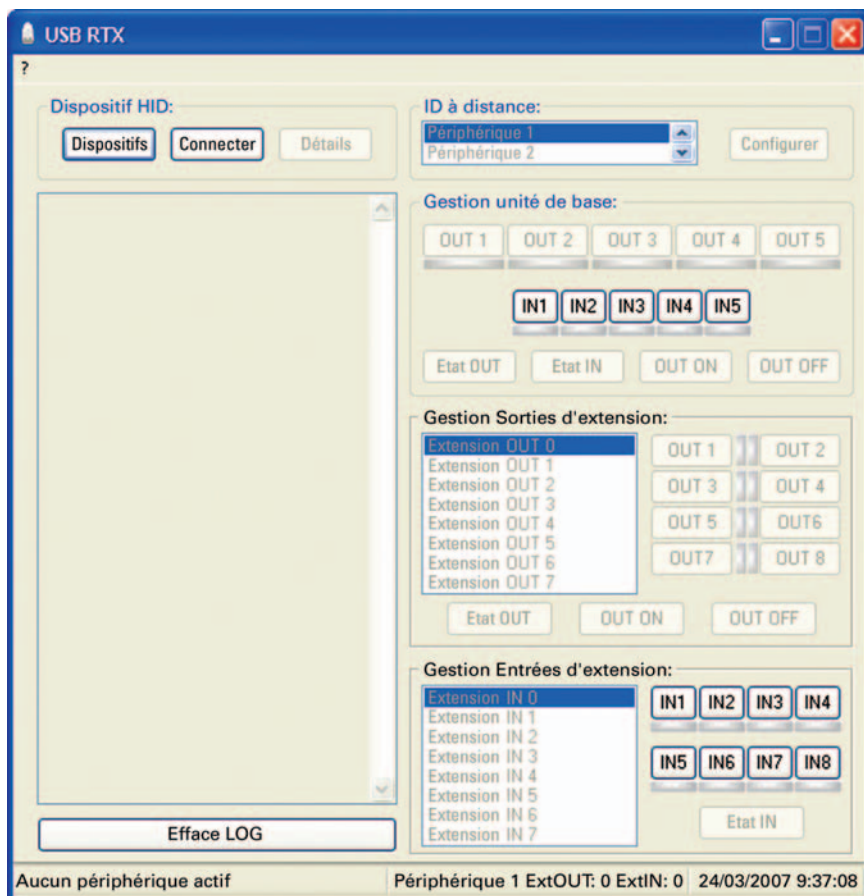 USB RTX
?
Dispositif HID:
Dispositifs Connecter Détails
Efface LOG
ID à distance:
Périphérique 1
Périphérique 2
Configurer
Gestion unité de base:
OUT 1 OUT 2 OUT 3 OUT 4 OUT 5
IN1 IN2 IN3 IN4 IN5
Etat OUT Etat IN OUT ON OUT OFF
Gestion Sorties d'extension:
Extension OUT 0
Extension OUT 1
Extension OUT 2
Extension OUT 3
Extension OUT 4
Extension OUT 5
Extension OUT 6
Extension OUT 7
OUT 1 OUT 2
OUT 3 OUT 4
OUT 5 OUT6
OUT7 OUT 8
Etat OUT OUT ON OUT OFF
Gestion Entrées d'extension:
Extension IN 0
Extension IN 1
Extension IN 2
Extension IN 3
Extension IN 4
Extension IN 5
Extension IN 6
Extension IN 7
IN1 IN2 IN3 IN4
IN5 IN6 IN7 IN8
Etat IN
Aucun périphérique actif Périphérique 1 ExtOUT: 0 ExtIN: 0 24/03/2007 9:37:08